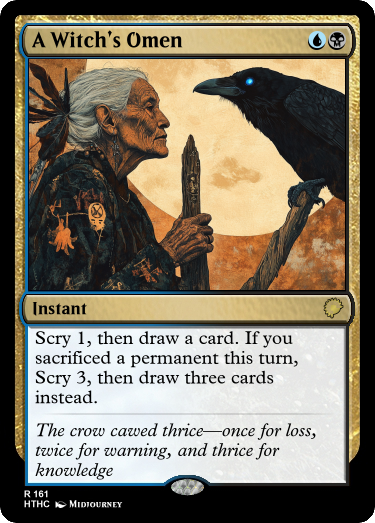 A Witch's Omen
Instant
Scry 1, then draw a card. If you
sacrificed a permanent this turn,
Scry 3, then draw three cards
instead.
The crow cawed thrice—once for loss,
twice for warning, and thrice for
knowledge
R 161
HTHC Midjourney